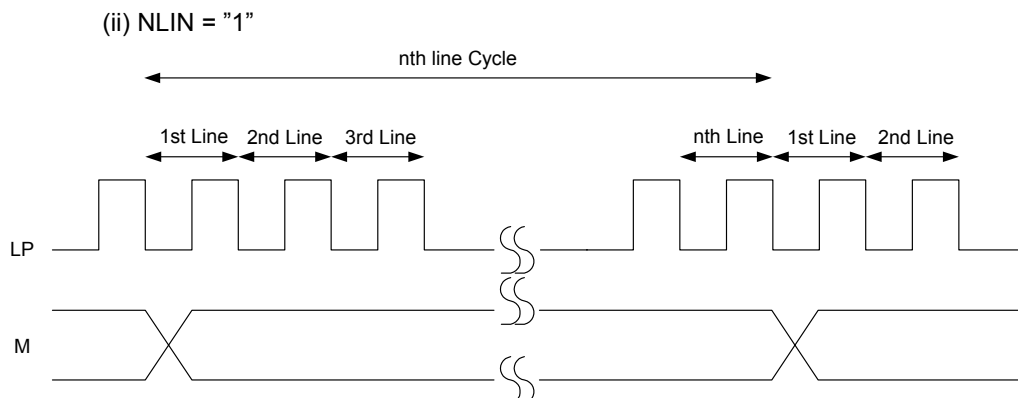 (ii) NLIN = ”1”
nth line Cycle
1st Line 2nd Line 3rd Line nth Line 1st Line 2nd Line
LP
M